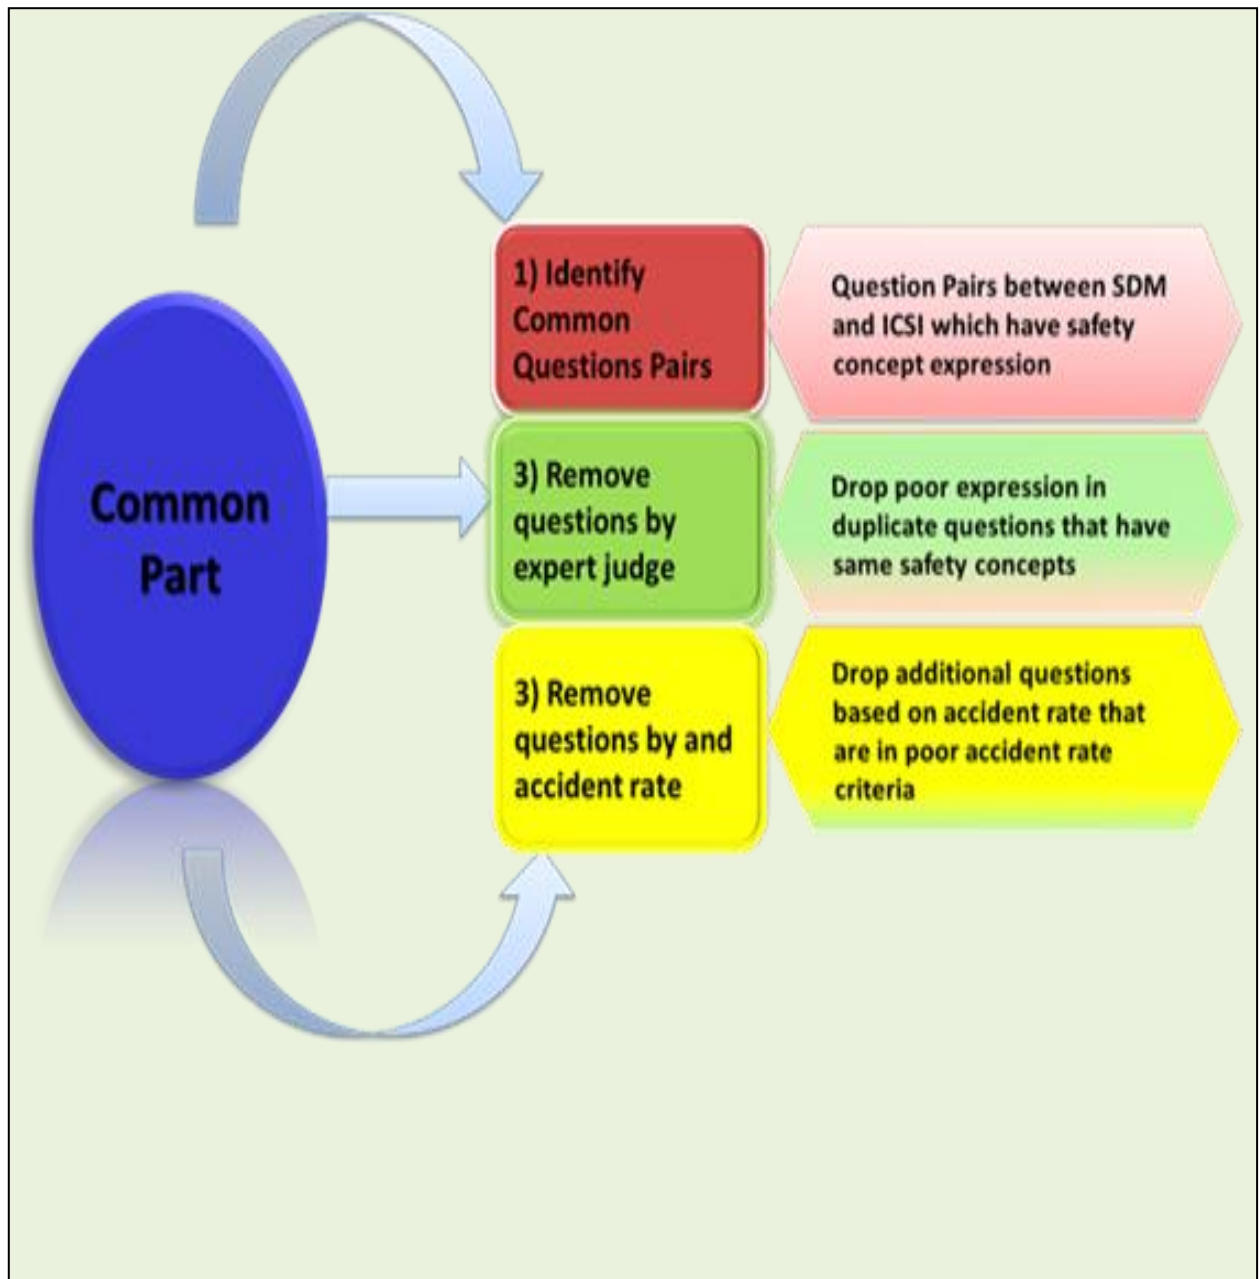 Common
Part
1) Identify
Common
Questions Pairs
Question Pairs between SDM
and ICSI which have safety
concept expression
3) Remove
questions by
expert judge
Drop poor expression in
duplicate questions that have
same safety concepts
3) Remove
questions by and
accident rate
Drop additional questions
based on accident rate that
are in poor accident rate
criteria